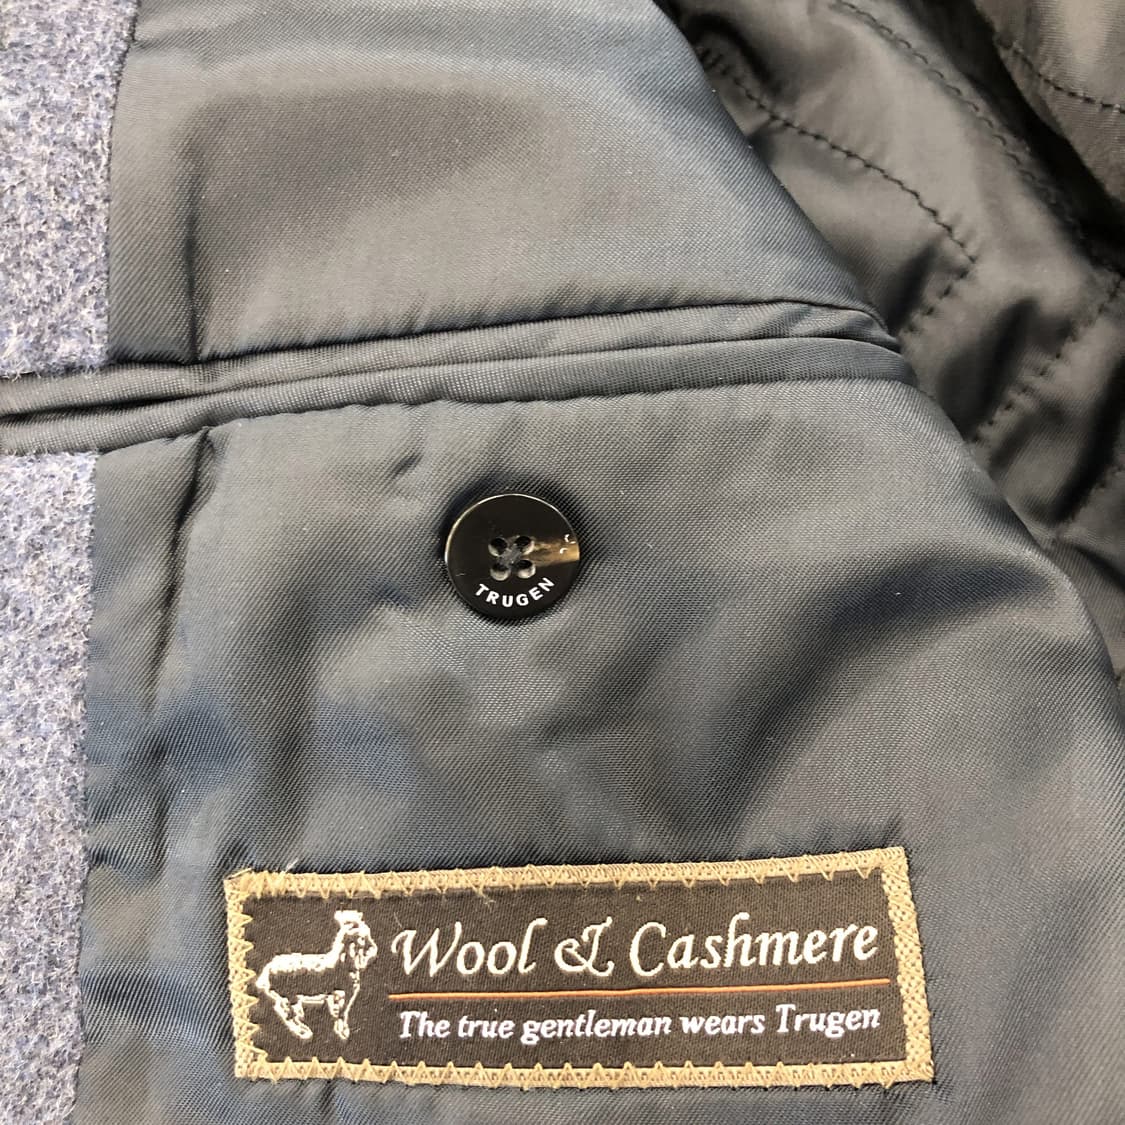 TRUGEN
Wool & Cashmere
The true gentleman wears Trugen